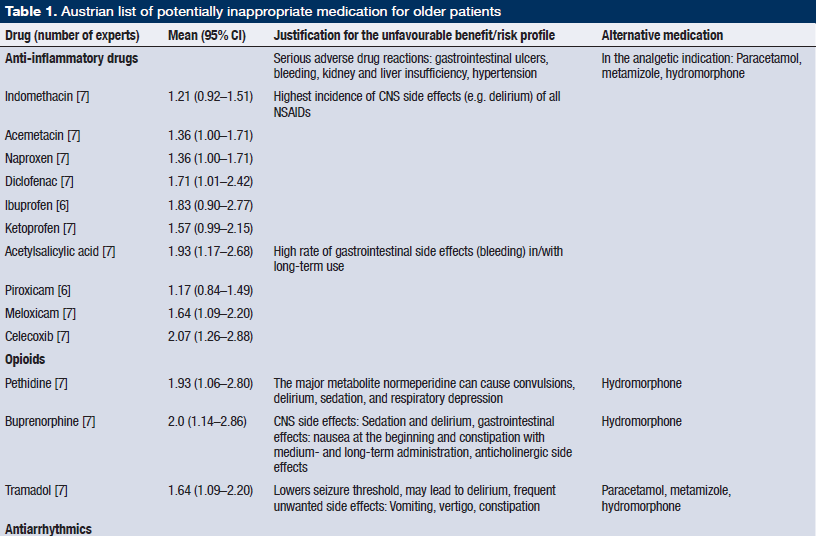 Table 1. Austrian list of potentially inappropriate medication for older patients
Drug (number of experts) Mean (95% CI) Justification for the unfavourable benefit/risk profile Alternative medication
Anti-inflammatory drugs Serious adverse drug reactions: gastrointestinal ulcers, In the analgetic indication: Paracetamol,
bleeding, kidney and liver insufficiency, hypertension metamizole, hydromorphone
Indomethacin [7] 1.21 (0.92–1.51) Highest incidence of CNS side effects (e.g. delirium) of all
NSAIDs
Acemetacin [7] 1.36 (1.00–1.71)
Naproxen [7] 1.36 (1.00–1.71)
Diclofenac [7] 1.71 (1.01–2.42)
Ibuprofen [6] 1.83 (0.90–2.77)
Ketoprofen [7] 1.57 (0.99–2.15)
Acetylsalicylic acid [7] 1.93 (1.17–2.68) High rate of gastrointestinal side effects (bleeding) in/with
long-term use
Piroxicam [6] 1.17 (0.84–1.49)
Meloxicam [7] 1.64 (1.09–2.20)
Celecoxib [7] 2.07 (1.26–2.88)
Opioids
Pethidine [7] 1.93 (1.06–2.80) The major metabolite normeperidine can cause convulsions, Hydromorphone
delirium, sedation, and respiratory depression
Buprenorphine [7] 2.0 (1.14–2.86) CNS side effects: Sedation and delirium, gastrointestinal Hydromorphone
effects: nausea at the beginning and constipation with
medium- and long-term administration, anticholinergic side
effects
Tramadol [7] 1.64 (1.09–2.20) Lowers seizure threshold, may lead to delirium, frequent Paracetamol, metamizole,
unwanted side effects: Vomiting, vertigo, constipation hydromorphone
Antiarrhythmics